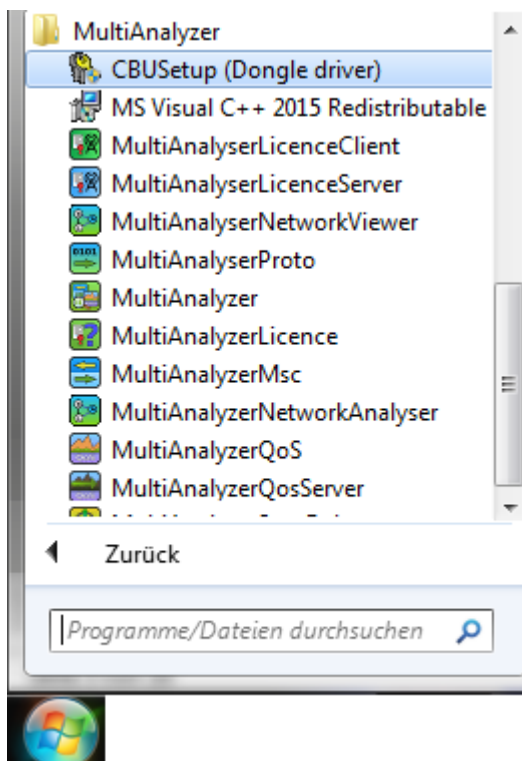 MultiAnalyzer
CBUSetup (Dongle driver)
MS Visual C++ 2015 Redistributable
MultiAnalyserLicenceClient
MultiAnalyserLicenceServer
MultiAnalyserNetworkViewer
MultiAnalyserProto
MultiAnalyzer
MultiAnalyzerLicence
MultiAnalyzerMsc
MultiAnalyzerNetworkAnalyser
MultiAnalyzerQoS
MultiAnalyzerQosServer
Zurück
Programme/Dateien durchsuchen